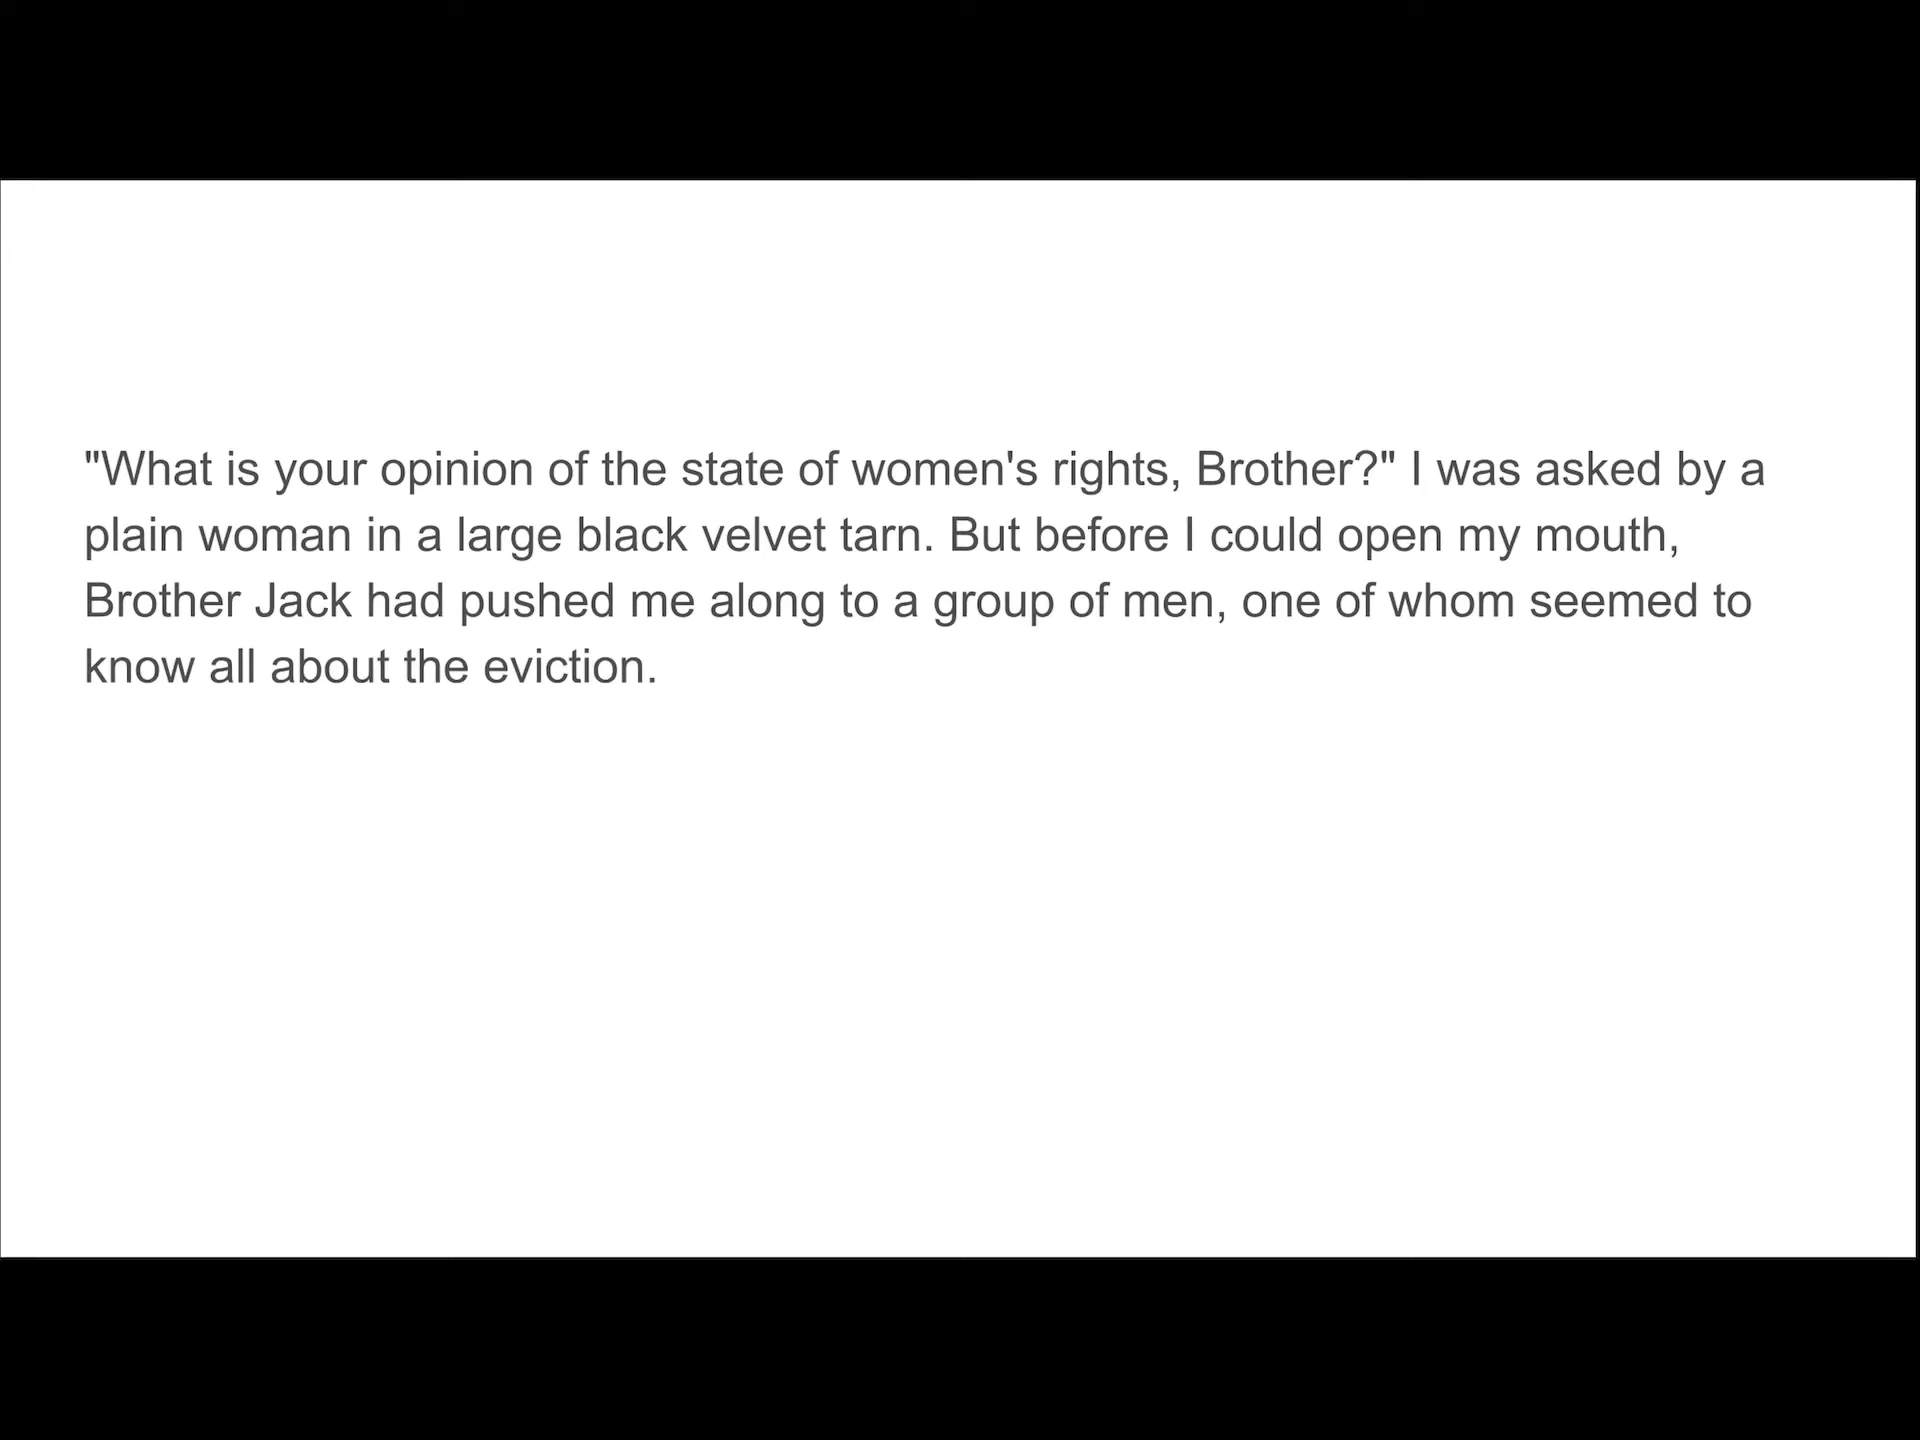 "What is your opinion of the state of women's rights, Brother?" I was asked by a
plain woman in a large black velvet tarn. But before I could open my mouth,
Brother Jack had pushed me along to a group of men, one of whom seemed to
know all about the eviction.